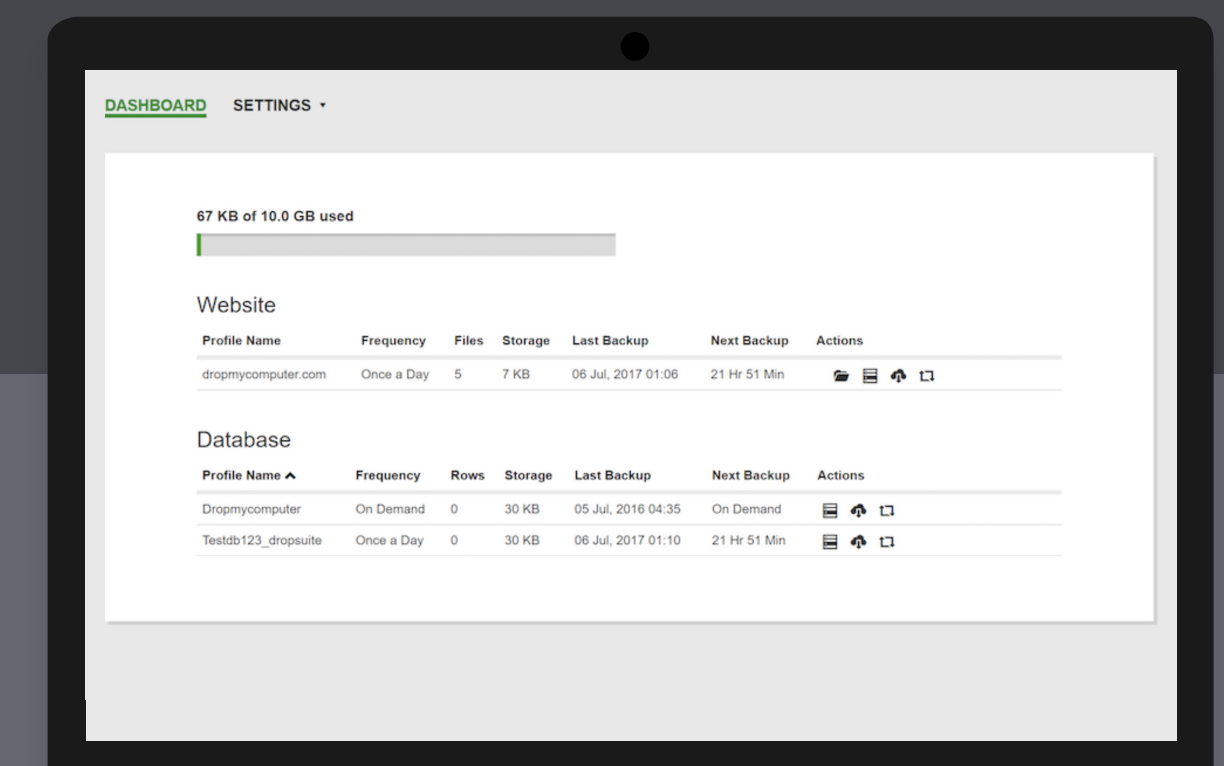 DASHBOARD SETTINGS
67 KB of 10.0 GB used
Website
Profile Name Frequency Files Storage Last Backup Next Backup Actions
dropmycomputer.com Once a Day 5 7 KB 06 Jul, 2017 01:06 21 Hr 51 Min
Database
Profile Name Frequency Rows Storage Last Backup Next Backup Actions
Dropmycomputer On Demand 0 30 KB 05 Jul, 2016 04:35 On Demand
Testdb123_dropsuite Once a Day 0 30 KB 06 Jul, 2017 01:10 21 Hr 51 Min